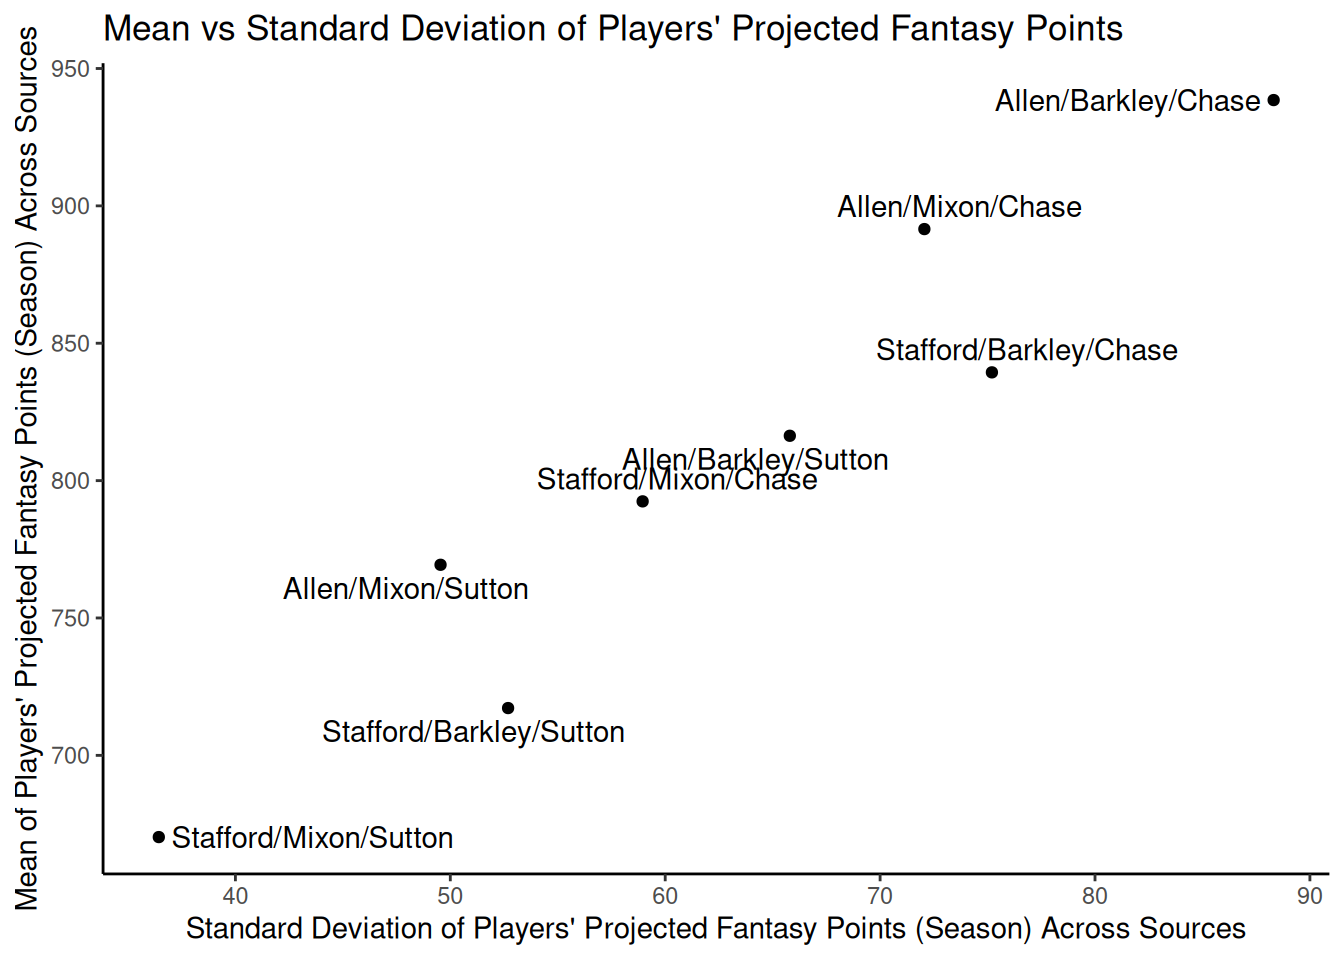 Mean vs Standard Deviation of Players' Projected Fantasy Points
Mean of Players' Projected Fantasy Points (Season) Across Sources
950
900
850
800
750
700
Allen/Barkley/Chase
Allen/Mixon/Chase
Stafford/Barkley/Chase
Allen/Barkley/Sutton
Stafford/Mixon/Chase
Allen/Mixon/Sutton
Stafford/Barkley/Sutton
Stafford/Mixon/Sutton
40 50 60 70 80 90
Standard Deviation of Players' Projected Fantasy Points (Season) Across Sources